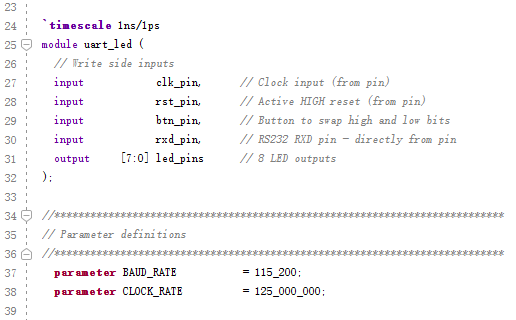 23
24 `timescale 1ns/1ps
25 module uart_led (
26 // Write side inputs
27 input clk_pin, // Clock input (from pin)
28 input rst_pin, // Active HIGH reset (from pin)
29 input btn_pin, // Button to swap high and low bits
30 input rxd_pin, // RS232 RXD pin - directly from pin
31 output [7:0] led_pins // 8 LED outputs
32 );
33
34 //***************************************************************************
35 // Parameter definitions
36 //***************************************************************************
37 parameter BAUD_RATE = 115_200;
38 parameter CLOCK_RATE = 125_000_000;
39